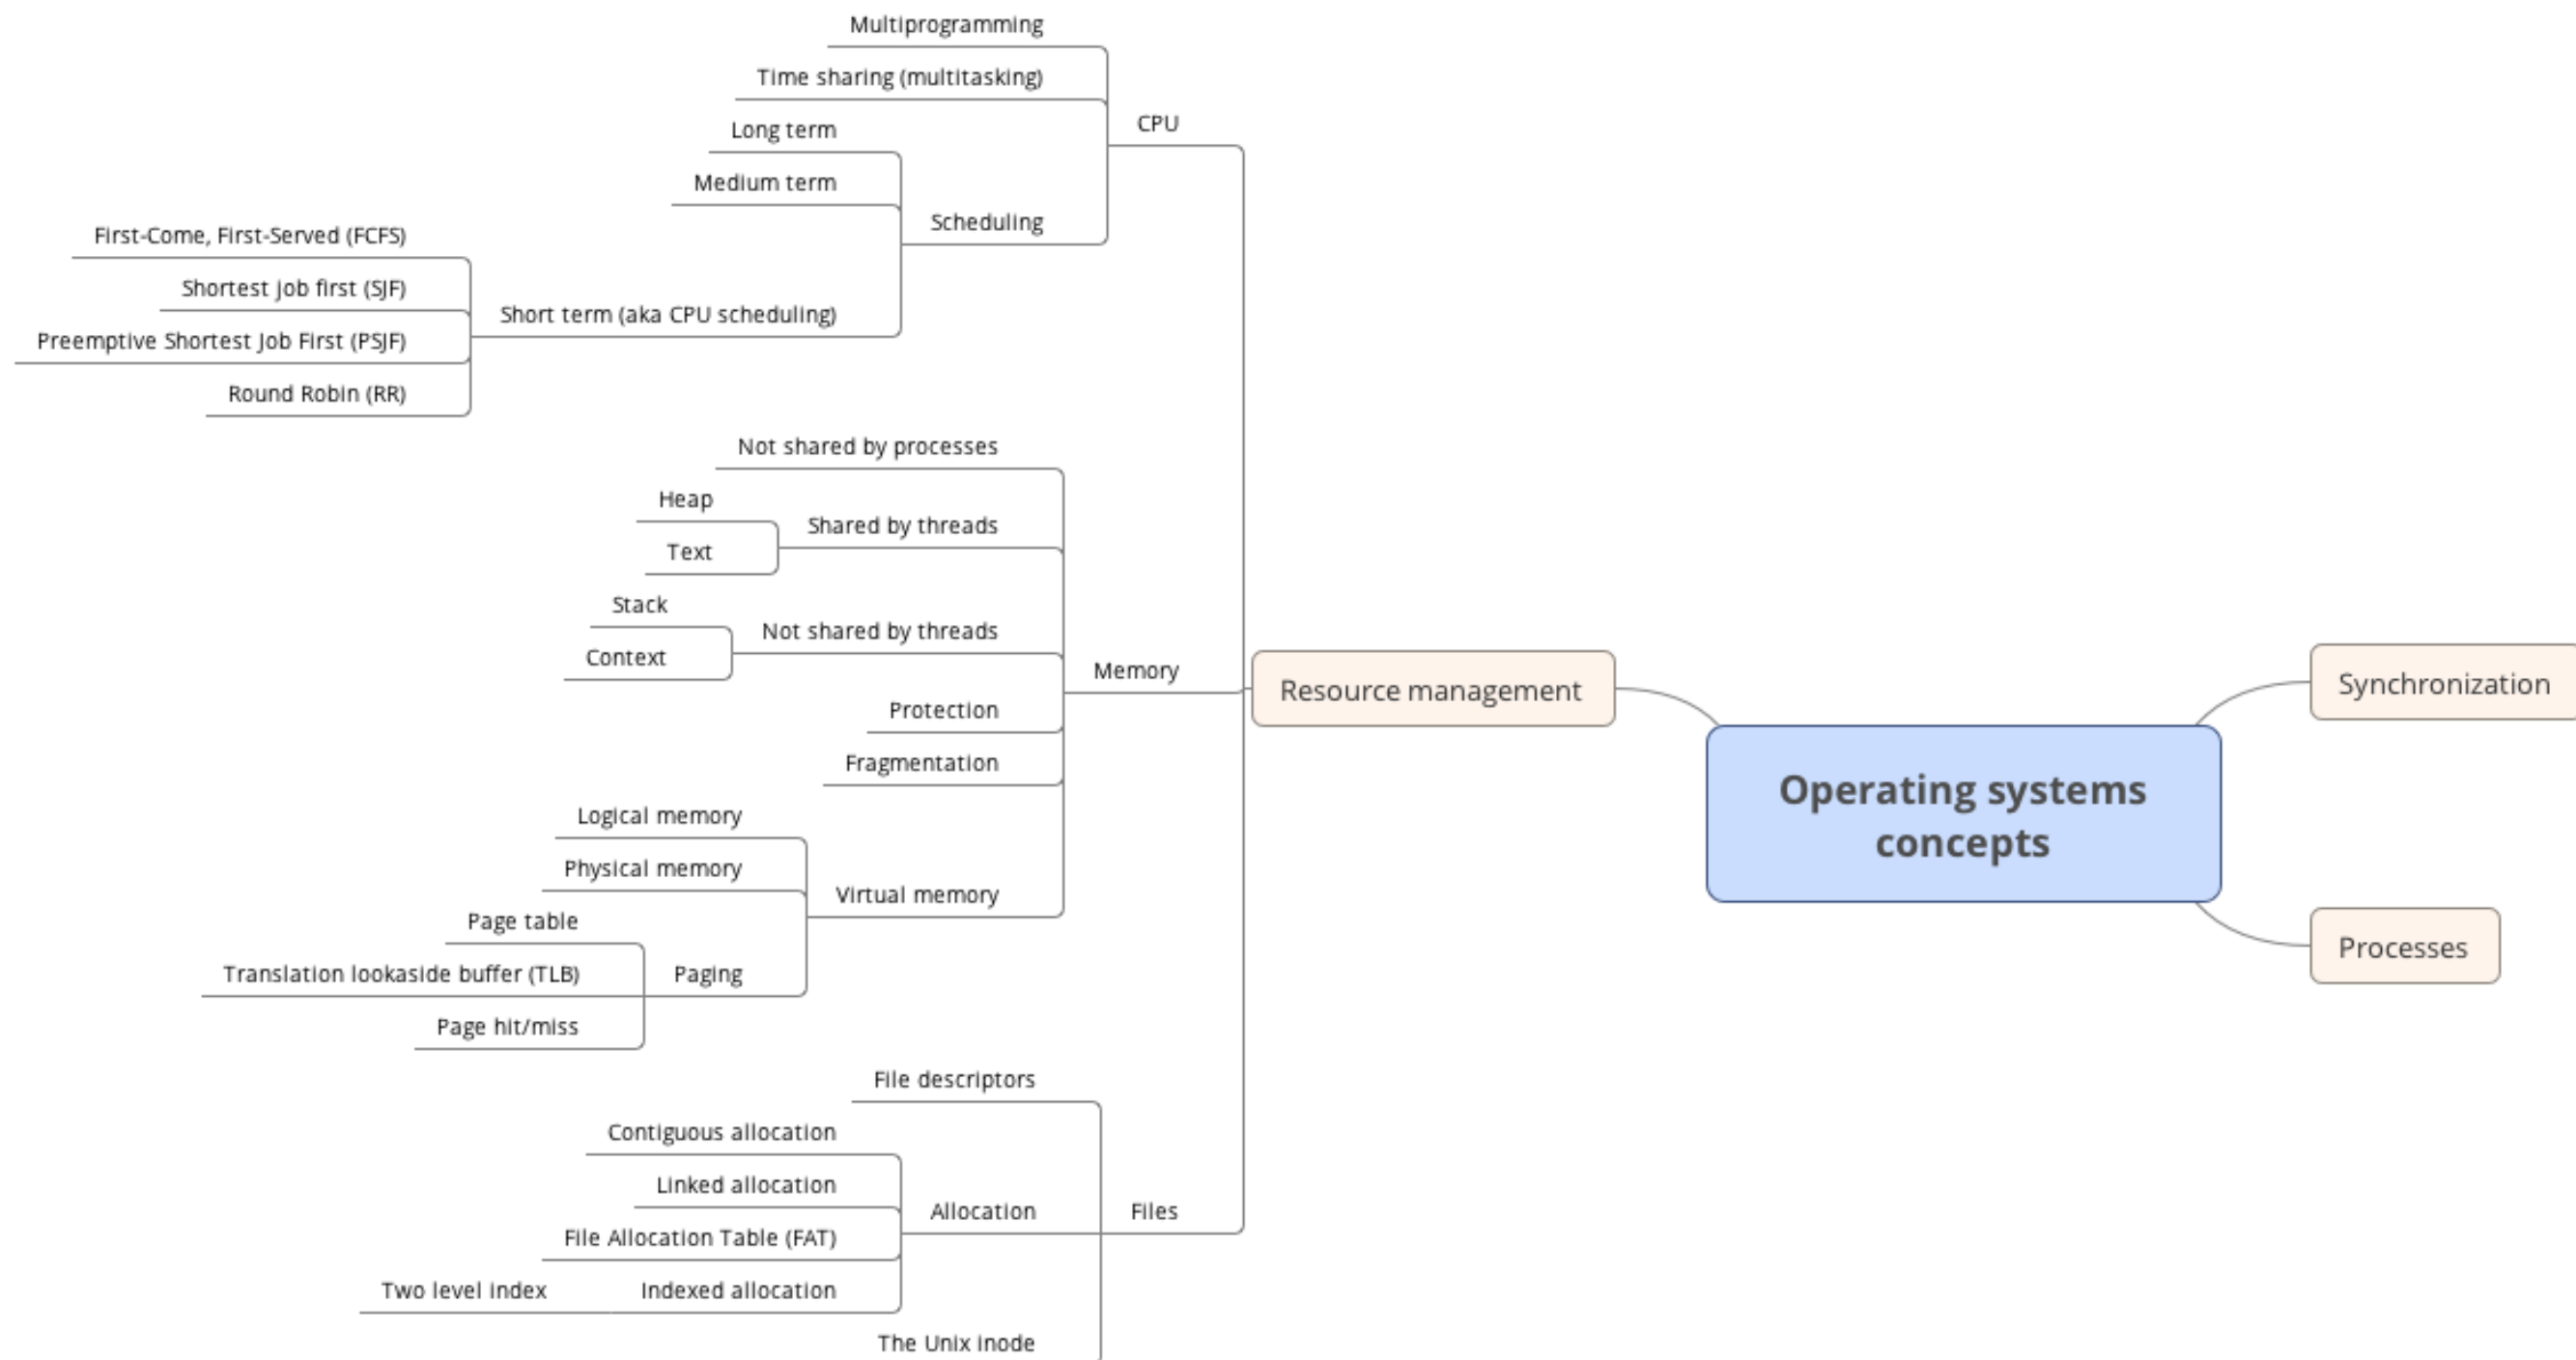 Multiprogramming
Time sharing (multitasking)
CPU
Long term
Medium term
Scheduling
First-Come, First-Served (FCFS)
Shortest job first (SJF)
Short term (aka CPU scheduling)
Preemptive Shortest Job First (PSJF)
Round Robin (RR)
Not shared by processes
Heap
Shared by threads
Text
Stack
Not shared by threads
Context
Memory
Resource management
Synchronization
Protection
Fragmentation
Operating systems
concepts
Logical memory
Physical memory
Virtual memory
Processes
Page table
Translation lookaside buffer (TLB)
Paging
Page hit/miss
File descriptors
Contiguous allocation
Linked allocation
Allocation
Files
File Allocation Table (FAT)
Two level index
Indexed allocation
The Unix inode